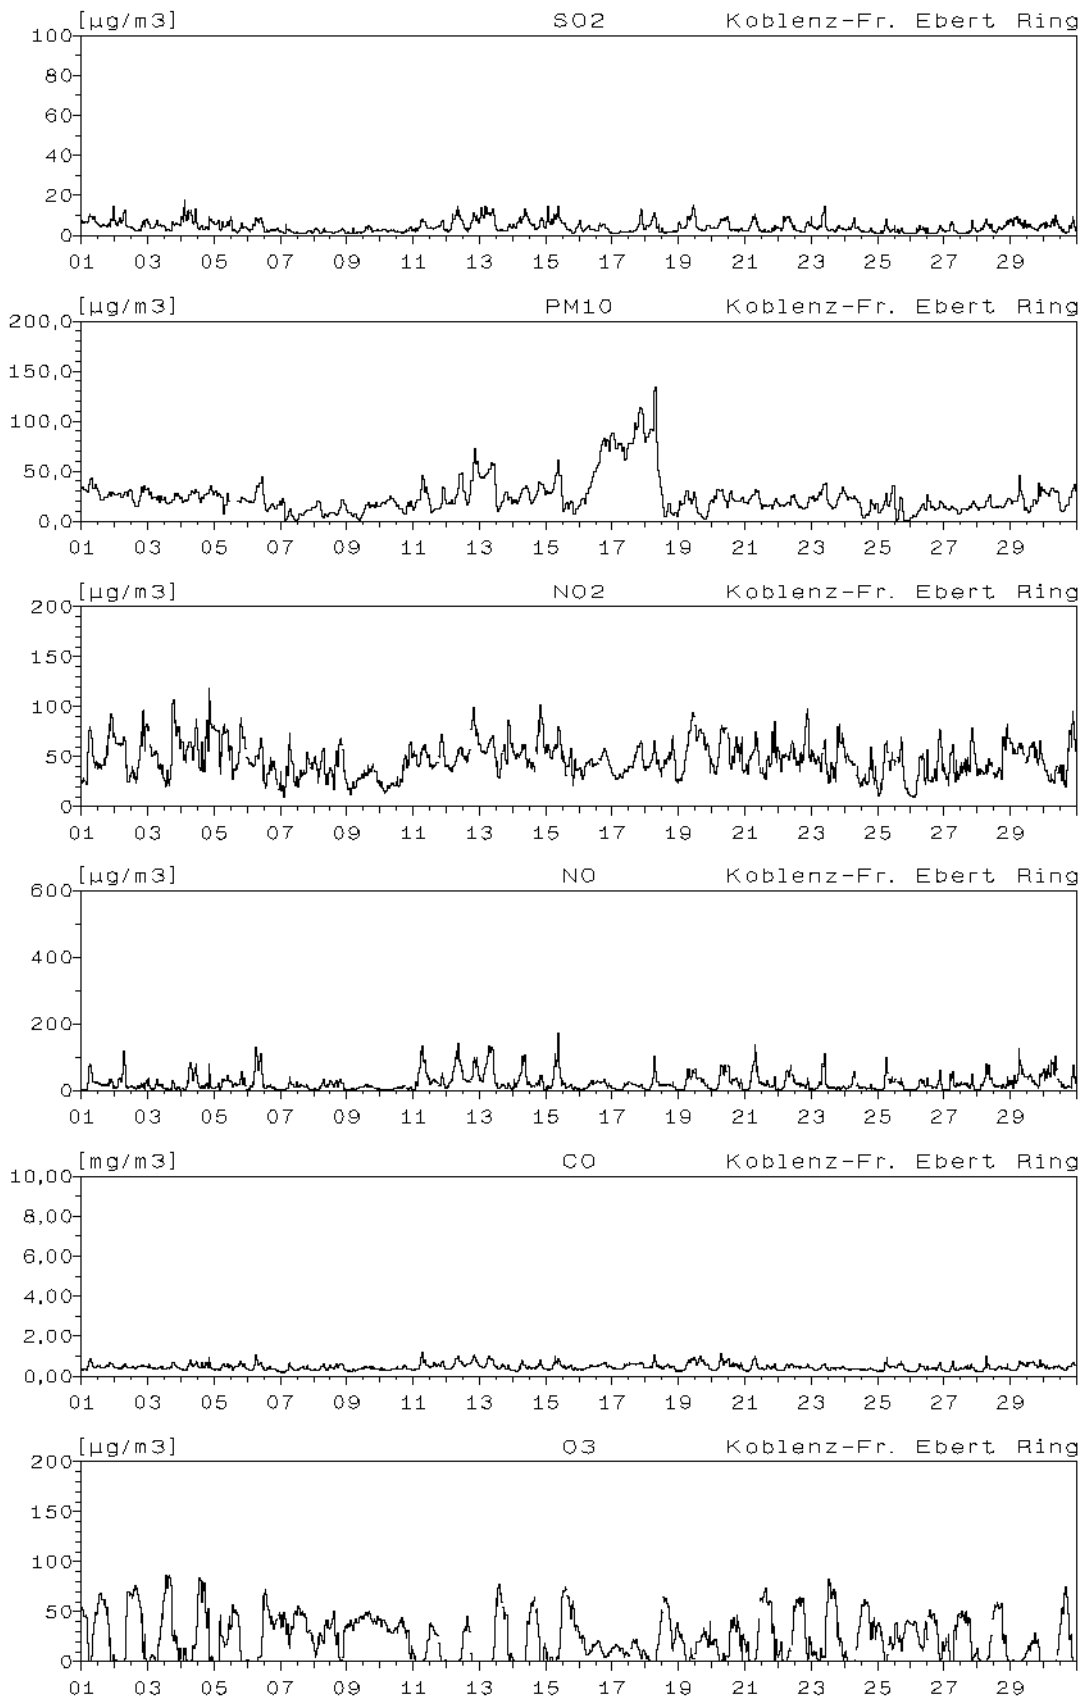 [µg/m3] SO2 Koblenz-Fr. Ebert Ring
100
80
60
40
20
0
01 03 05 07 09 11 13 15 17 19 21 23 25 27 29
[µg/m3] PM10 Koblenz-Fr. Ebert Ring
200,0
150,0
100,0
50,0
0,0
01 03 05 07 09 11 13 15 17 19 21 23 25 27 29
[µg/m3] NO2 Koblenz-Fr. Ebert Ring
200
150
100
50
0
01 03 05 07 09 11 13 15 17 19 21 23 25 27 29
[µg/m3] NO Koblenz-Fr. Ebert Ring
600
400
200
0
01 03 05 07 09 11 13 15 17 19 21 23 25 27 29
[mg/m3] CO Koblenz-Fr. Ebert Ring
10,00
8,00
6,00
4,00
2,00
0,00
01 03 05 07 09 11 13 15 17 19 21 23 25 27 29
[µg/m3] O3 Koblenz-Fr. Ebert Ring
200
150
100
50
0
01 03 05 07 09 11 13 15 17 19 21 23 25 27 29